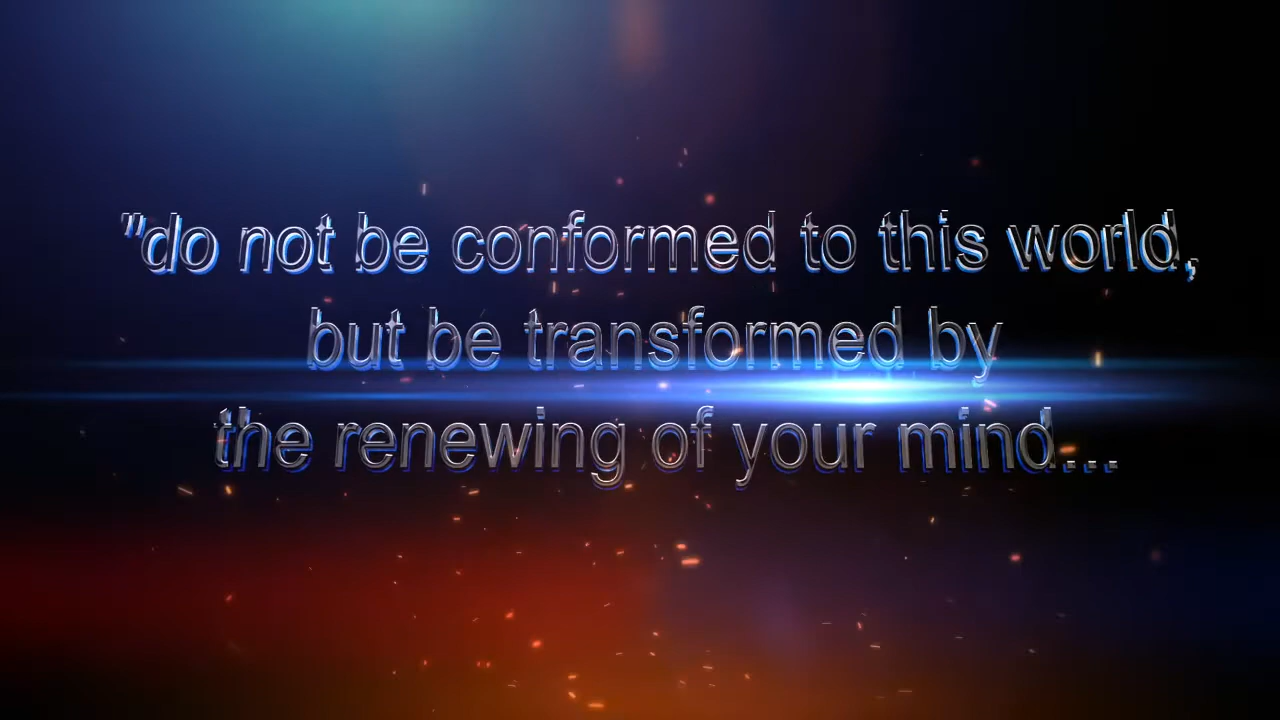 "do not be conformed to this world,
but be transformed by
the renewing of your mind...